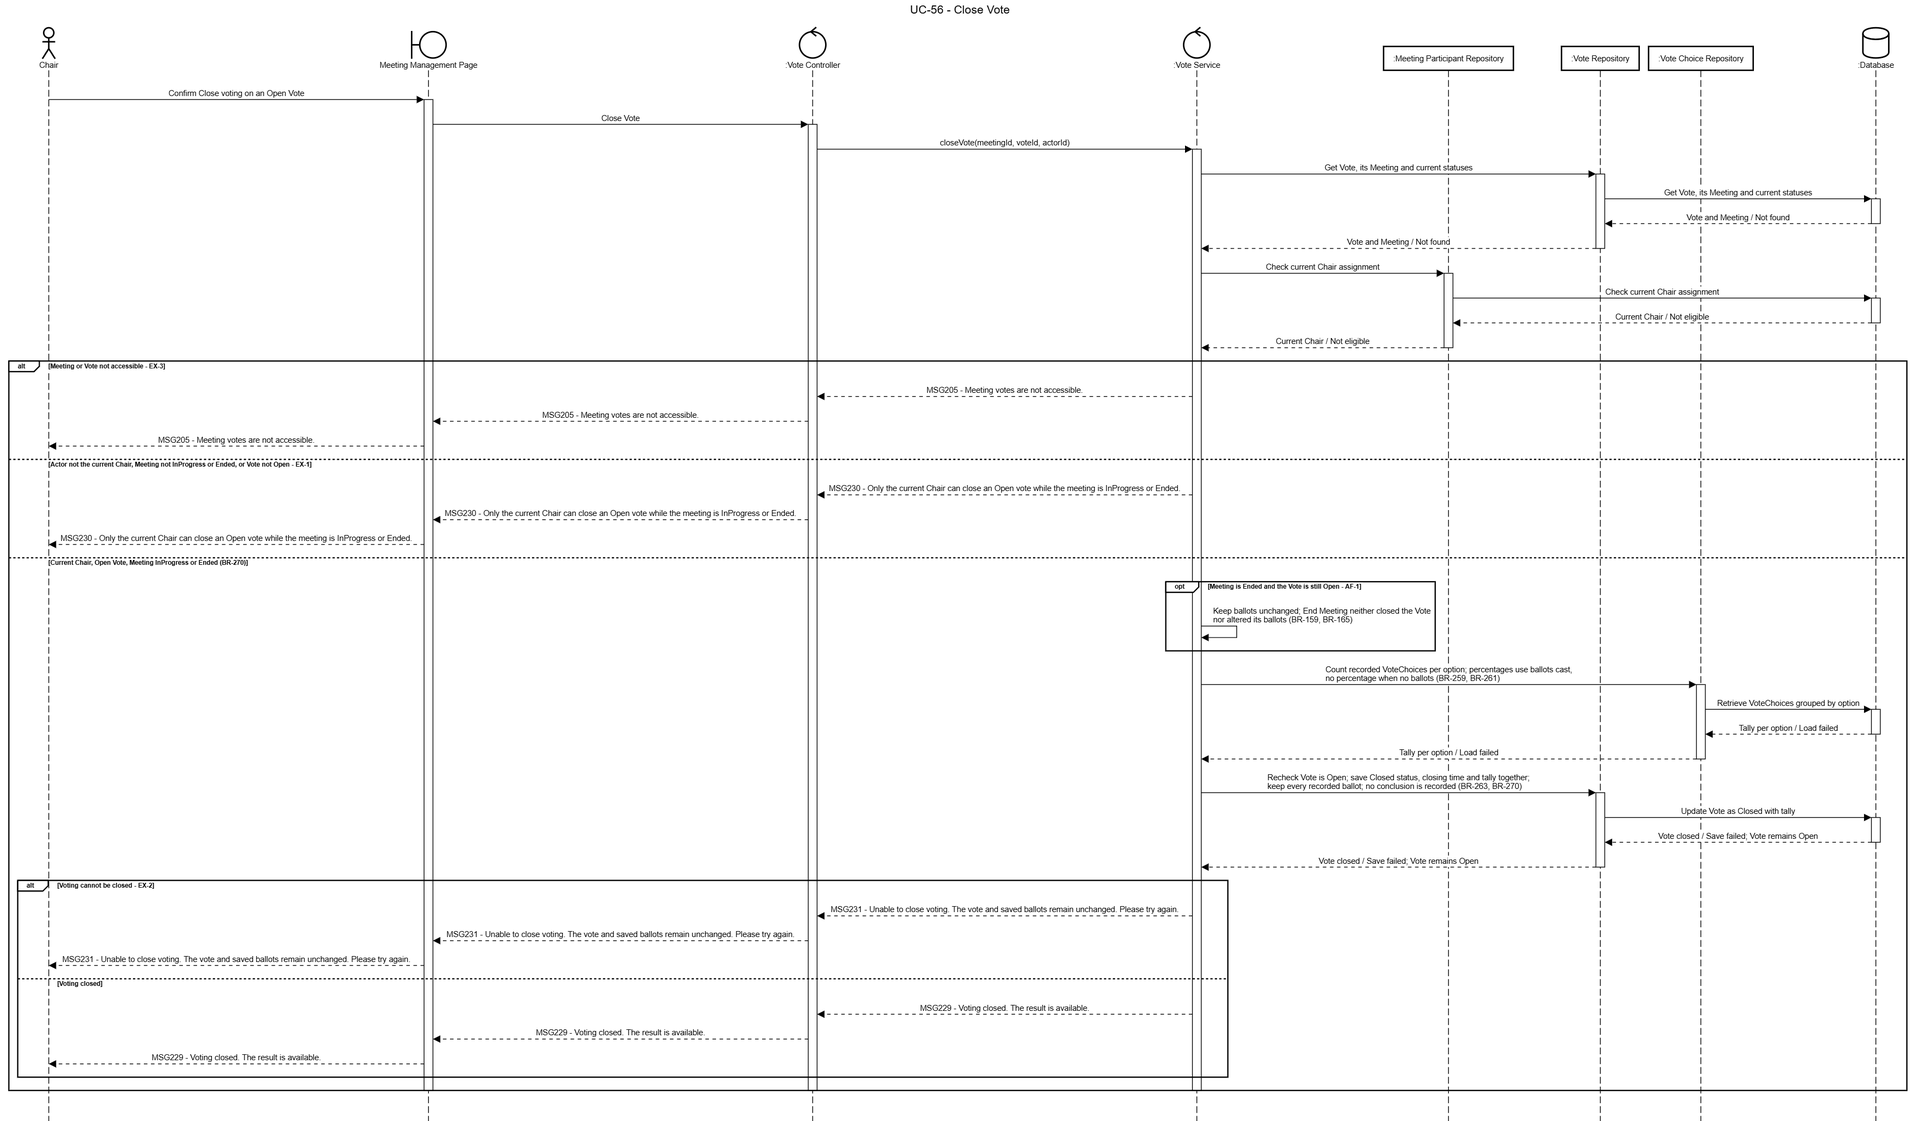 UC-56 - Close Vote
Chair
Meeting Management Page
:Vote Controller
:Vote Service
:Meeting Participant Repository
:Vote Repository
:Vote Choice Repository
:Database
Confirm Close voting on an Open Vote
Close Vote
closeVote(meetingId, voteId, actorId)
Get Vote, its Meeting and current statuses
Get Vote, its Meeting and current statuses
Vote and Meeting / Not found
Vote and Meeting / Not found
Check current Chair assignment
Check current Chair assignment
Current Chair / Not eligible
Current Chair / Not eligible
alt
[Meeting or Vote not accessible - EX-3]
MSG205 - Meeting votes are not accessible.
MSG205 - Meeting votes are not accessible.
MSG205 - Meeting votes are not accessible.
[Actor not the current Chair, Meeting not InProgress or Ended, or Vote not Open - EX-1]
MSG230 - Only the current Chair can close an Open vote while the meeting is InProgress or Ended.
MSG230 - Only the current Chair can close an Open vote while the meeting is InProgress or Ended.
MSG230 - Only the current Chair can close an Open vote while the meeting is InProgress or Ended.
[Current Chair, Open Vote, Meeting InProgress or Ended (BR-270)]
opt
[Meeting is Ended and the Vote is still Open - AF-1]
Keep ballots unchanged; End Meeting neither closed the Vote
nor altered its ballots (BR-159, BR-165)
Count recorded VoteChoices per option; percentages use ballots cast,
no percentage when no ballots (BR-259, BR-261)
Retrieve VoteChoices grouped by option
Tally per option / Load failed
Tally per option / Load failed
Recheck Vote is Open; save Closed status, closing time and tally together;
keep every recorded ballot; no conclusion is recorded (BR-263, BR-270)
Update Vote as Closed with tally
Vote closed / Save failed; Vote remains Open
Vote closed / Save failed; Vote remains Open
alt
[Voting cannot be closed - EX-2]
MSG231 - Unable to close voting. The vote and saved ballots remain unchanged. Please try again.
MSG231 - Unable to close voting. The vote and saved ballots remain unchanged. Please try again.
MSG231 - Unable to close voting. The vote and saved ballots remain unchanged. Please try again.
[Voting closed]
MSG229 - Voting closed. The result is available.
MSG229 - Voting closed. The result is available.
MSG229 - Voting closed. The result is available.